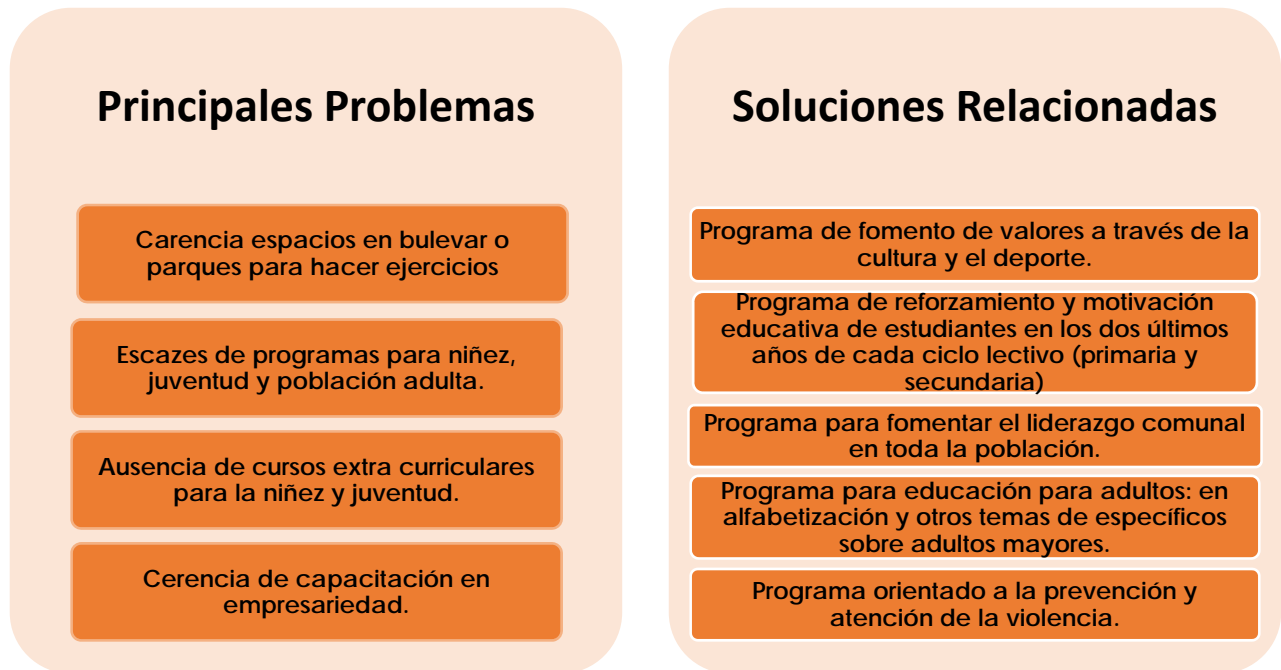 Principales Problemas
Carencia espacios en bulevar o
parques para hacer ejercicios
Escazes de programas para niñez,
juventud y población adulta.
Ausencia de cursos extra curriculares
para la niñez y juventud.
Cerencia de capacitación en
empresariedad.
Soluciones Relacionadas
Programa de fomento de valores a través de la
cultura y el deporte.
Programa de reforzamiento y motivación
educativa de estudiantes en los dos últimos
años de cada ciclo lectivo (primaria y
secundaria)
Programa para fomentar el liderazgo comunal
en toda la población.
Programa para educación para adultos: en
alfabetización y otros temas de específicos
sobre adultos mayores.
Programa orientado a la prevención y
atención de la violencia.